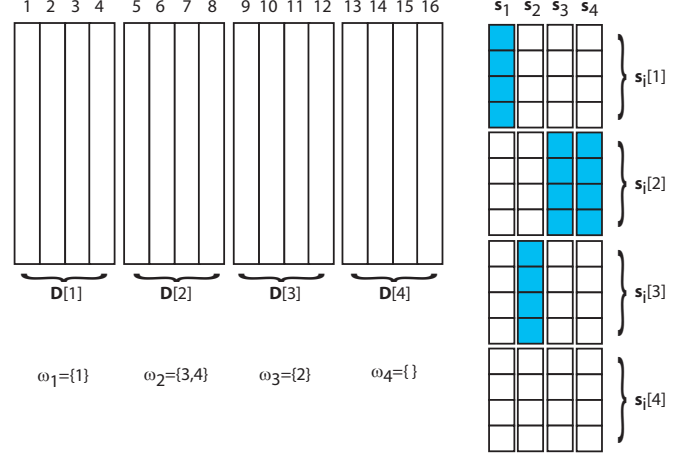 1 2 3 4 5 6 7 8 9 10 11 12 13 14 15 16
s1 s2 s3 s4
si[1]
si[2]
si[3]
si[4]
D[1] D[2] D[3] D[4]
ω1={1} ω2={3,4} ω3={2} ω4={ }